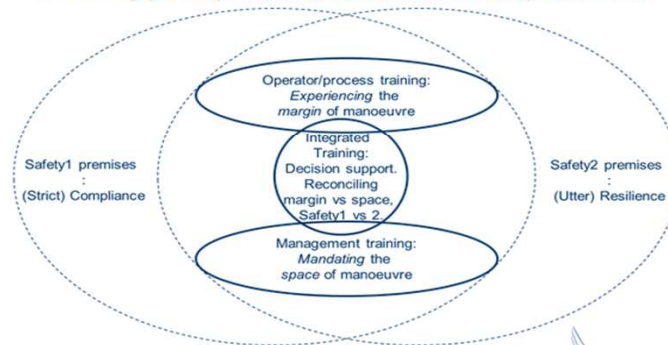 Operator/process training:
Experiencing the
margin of manoeuvre
Integrated
Training:
Decision support.
Reconciling
margin vs space,
Safety1 vs 2.
Safety1 premises
:
(Strict) Compliance
Safety2 premises
:
(Utter) Resilience
Management training:
Mandating the
space of manoeuvre